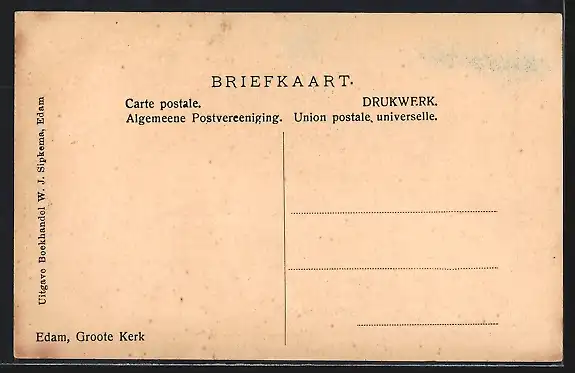 BRIEFKAART.
Carte postale. DRUKWERK.
Algemeene Postvereeniging. Union postale universelle.
Uitgave Boekhandel W. J. Sipkema, Edam
Edam, Groote Kerk